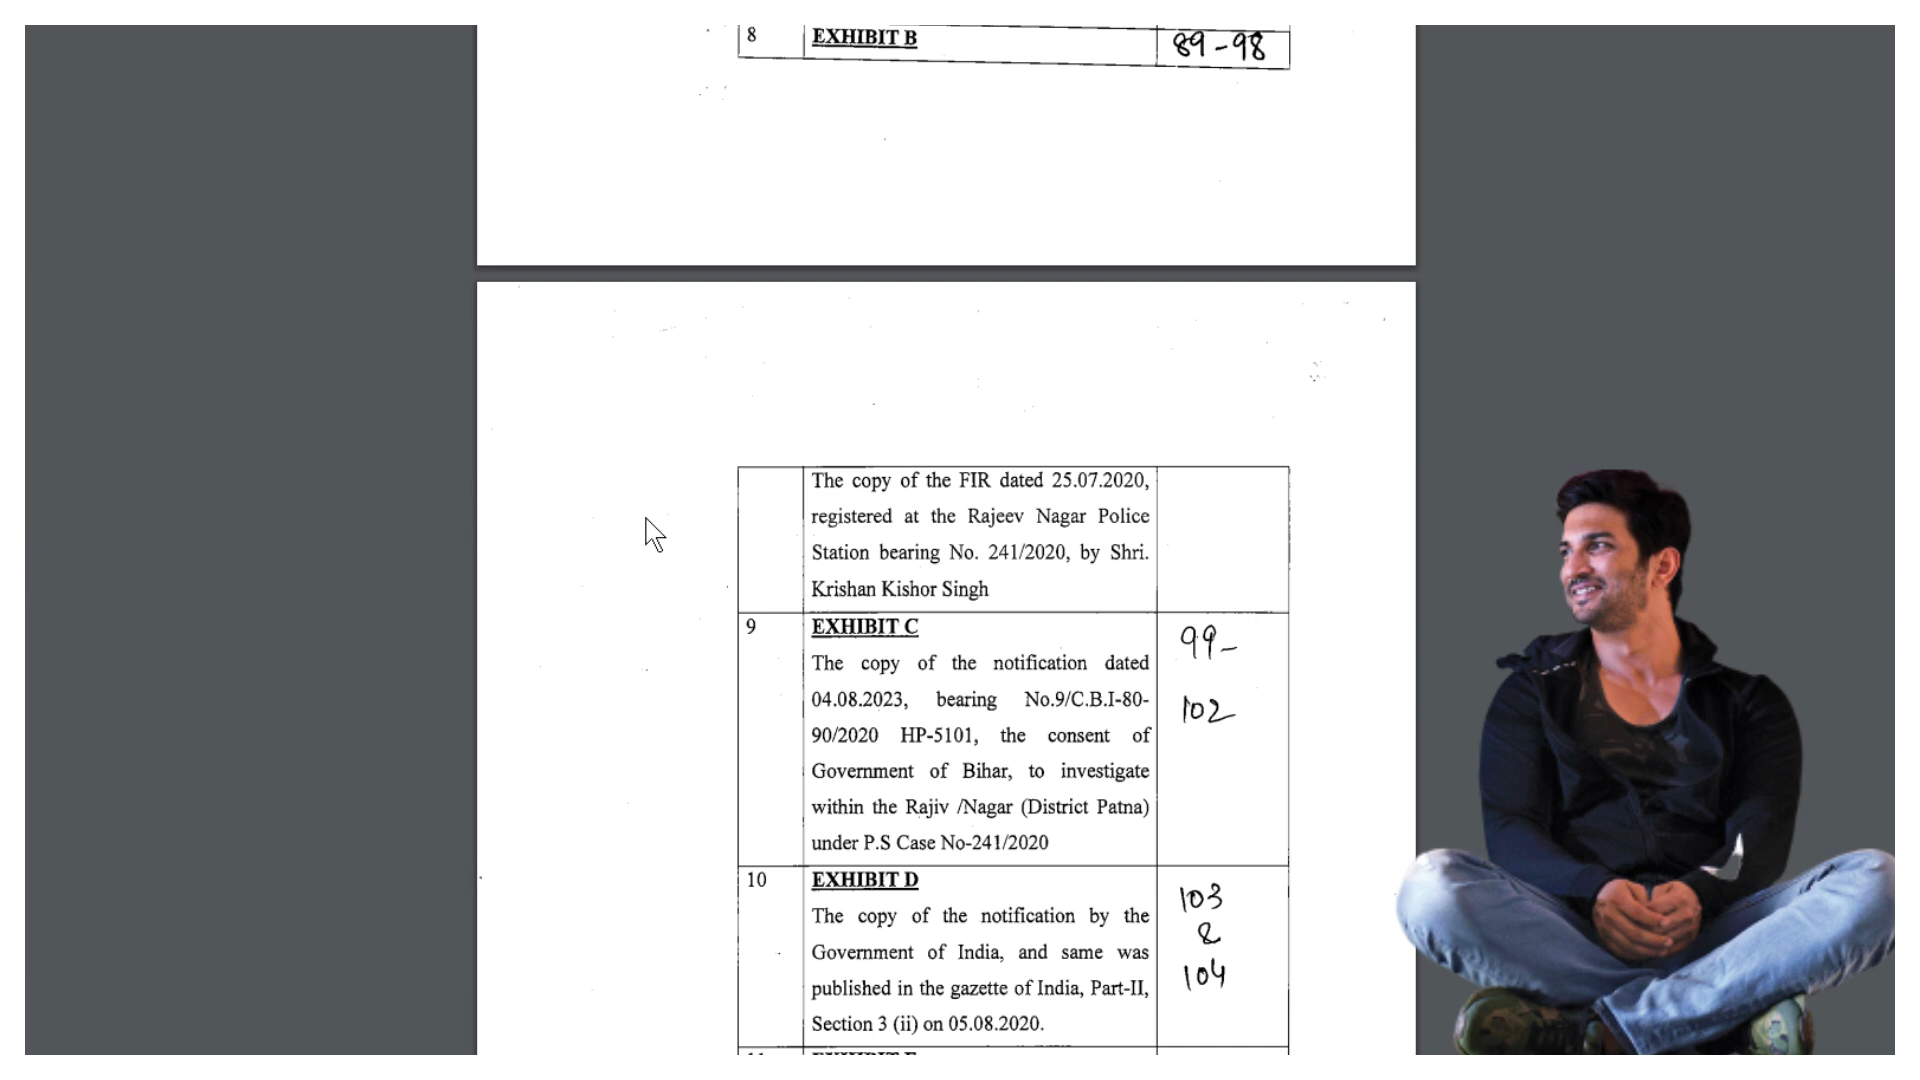 8 EXHIBIT B 89-98
The copy of the FIR dated 25.07.2020,
registered at the Rajeev Nagar Police
Station bearing No. 241/2020, by Shri.
Krishan Kishor Singh
9 EXHIBIT C 99-
The copy of the notification dated
04.08.2023, bearing No.9/C.B.I-80-
102
90/2020 HP-5101, the consent of
Government of Bihar, to investigate
within the Rajiv /Nagar (District Patna)
under P.S Case No-241/2020
10 EXHIBIT D 103
The copy of the notification by the
&
Government of India, and same was
published in the gazette of India, Part-II,
104
Section 3 (ii) on 05.08.2020.